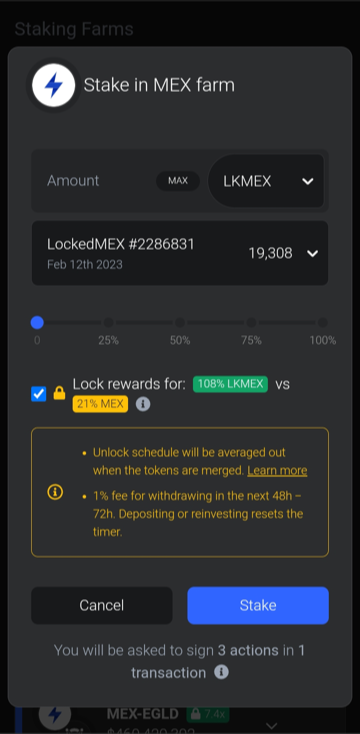 Staking Farms
Stake in MEX farm
Amount MAX LKMEX
LockedMEX #2286831 19,308
Feb 12th 2023
0 25% 50% 75% 100%
Lock rewards for: 108% LKMEX vs
21% MEX
Unlock schedule will be averaged out
when the tokens are merged. Learn more
1% fee for withdrawing in the next 48h –
72h. Depositing or reinvesting resets the
timer.
Cancel Stake
You will be asked to sign 3 actions in 1
transaction
MEX-EGLD 7.4x